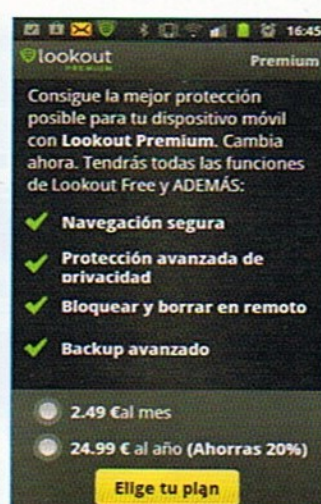 16:45
lookout
PREMIUM
Premium
Consigue la mejor protección
posible para tu dispositivo móvil
con Lookout Premium. Cambia
ahora. Tendrás todas las funciones
de Lookout Free y ADEMÁS:
Navegación segura
Protección avanzada de
privacidad
Bloquear y borrar en remoto
Backup avanzado
2.49 €al mes
24.99 € al año (Ahorras 20%)
Elige tu plan